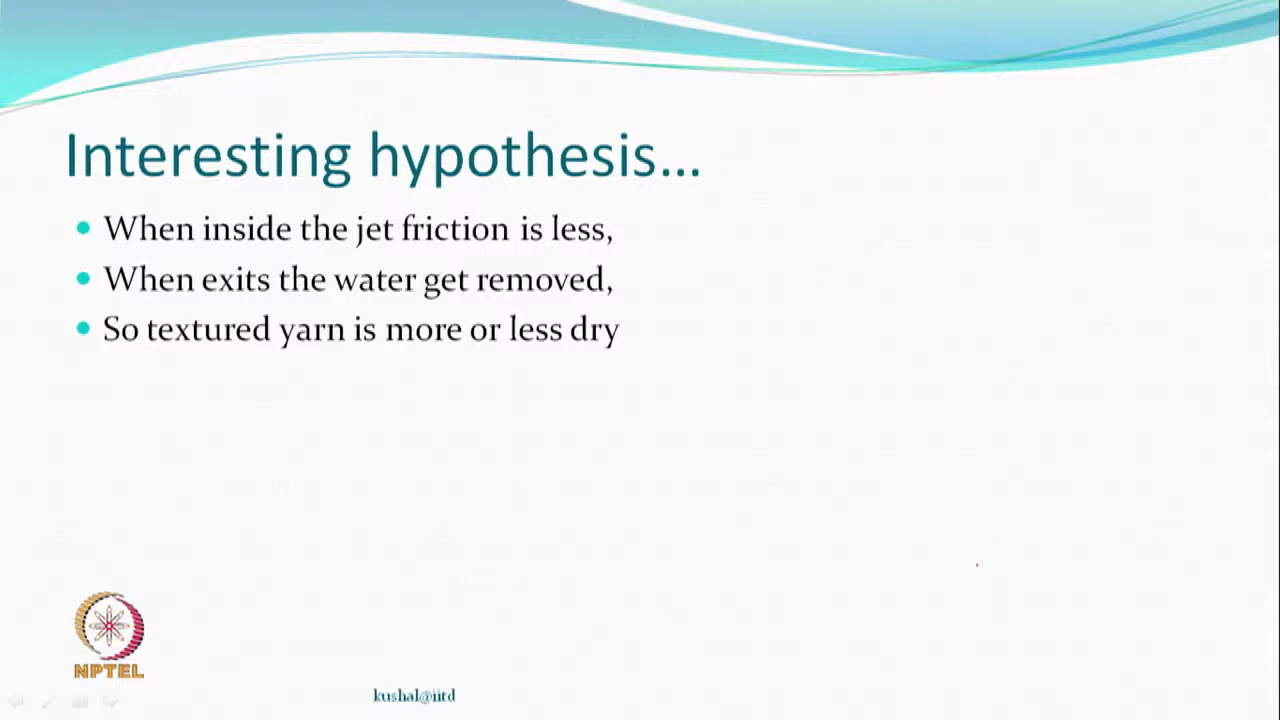 Interesting hypothesis...
When inside the jet friction is less,
When exits the water get removed,
So textured yarn is more or less dry
NPTEL
kushal@iitd